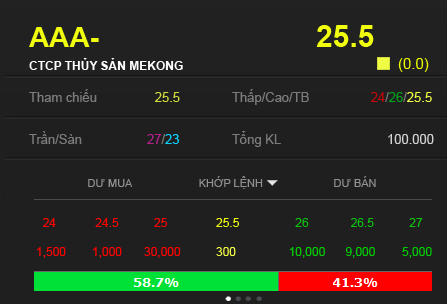 AAA- 25.5
CTCP THỦY SẢN MEKONG (0.0)
Tham chiếu 25.5 Thấp/Cao/TB 24/26/25.5
Trần/Sàn 27/23 Tổng KL 100.000
DƯ MUA KHỚP LỆNH DƯ BÁN
24 24.5 25 25.5 26 26.5 27
1,500 1,000 30,000 300 10,000 9,000 5,000
58.7% 41.3%